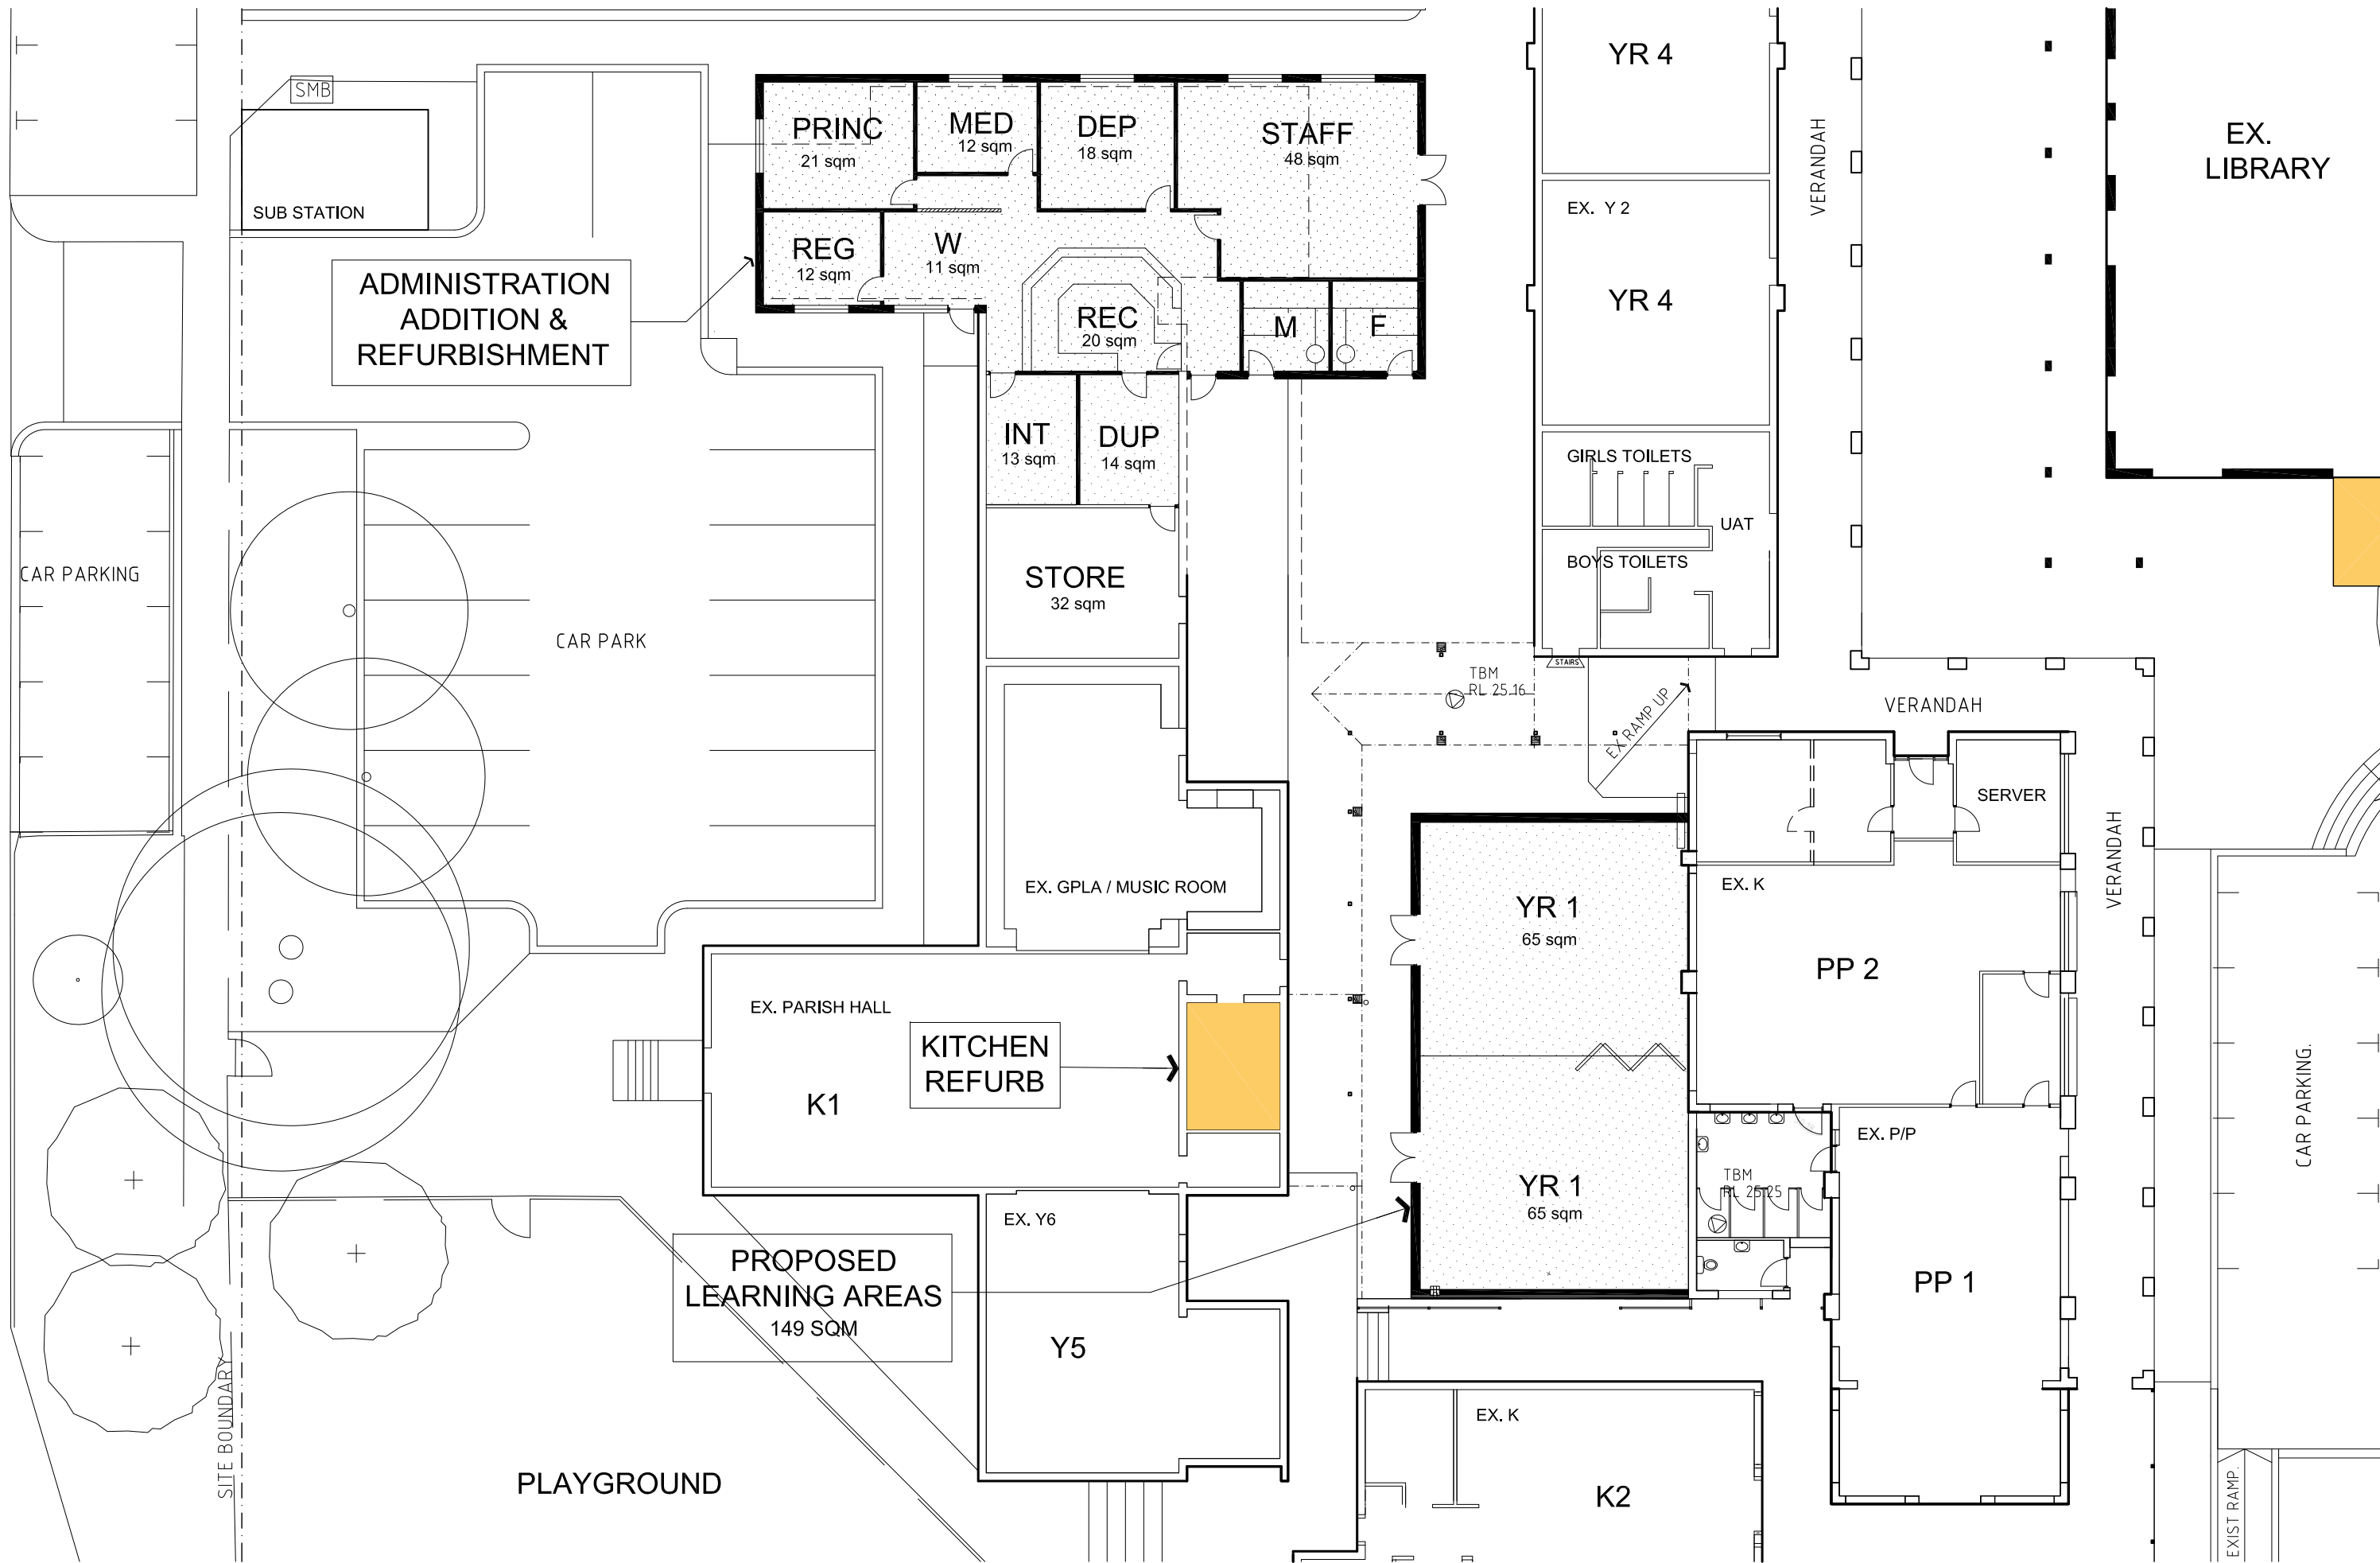 YR 4
SMB
SUB STATION
PRINC
21 sqm
MED
12 sqm
DEP
18 sqm
STAFF
48 sqm
VERANDAH
EX.
LIBRARY
EX. Y 2
YR 4
REG
12 sqm
W
11 sqm
ADMINISTRATION
ADDITION &
REFURBISHMENT
REC
20 sqm
M
F
INT
13 sqm
DUP
14 sqm
GIRLS TOILETS
UAT
BOYS TOILETS
STORE
32 sqm
CAR PARKING
CAR PARK
STAIRS
TBM
RL 25.16
EX RAMP UP
VERANDAH
SERVER
VERANDAH
EX. GPLA / MUSIC ROOM
YR 1
65 sqm
EX. K
PP 2
EX. PARISH HALL
KITCHEN
REFURB
K1
CAR PARKING.
EX. P/P
TBM
RL 25.25
YR 1
65 sqm
EX. Y6
PROPOSED
LEARNING AREAS
149 SQM
PP 1
Y5
SITE BOUNDARY
EX. K
PLAYGROUND
K2
EXIST RAMP.